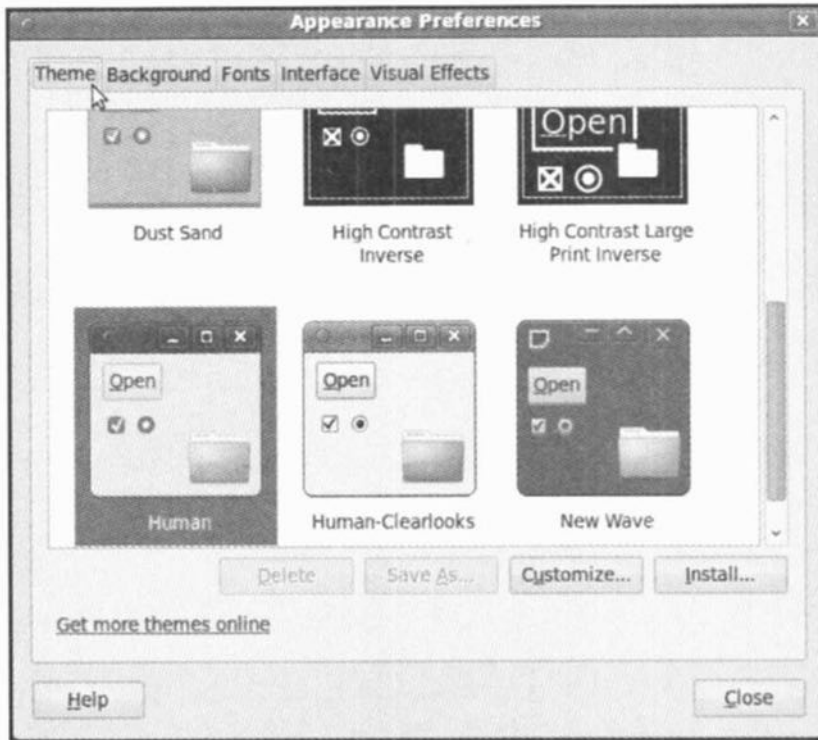 Appearance Preferences
Theme Background Fonts Interface Visual Effects
Open
Dust Sand
High Contrast
Inverse
High Contrast Large
Print Inverse
Open
Open
Open
Human
Human-Clearlooks
New Wave
Delete
Save As...
Customize...
Install...
Get more themes online
Help
Close